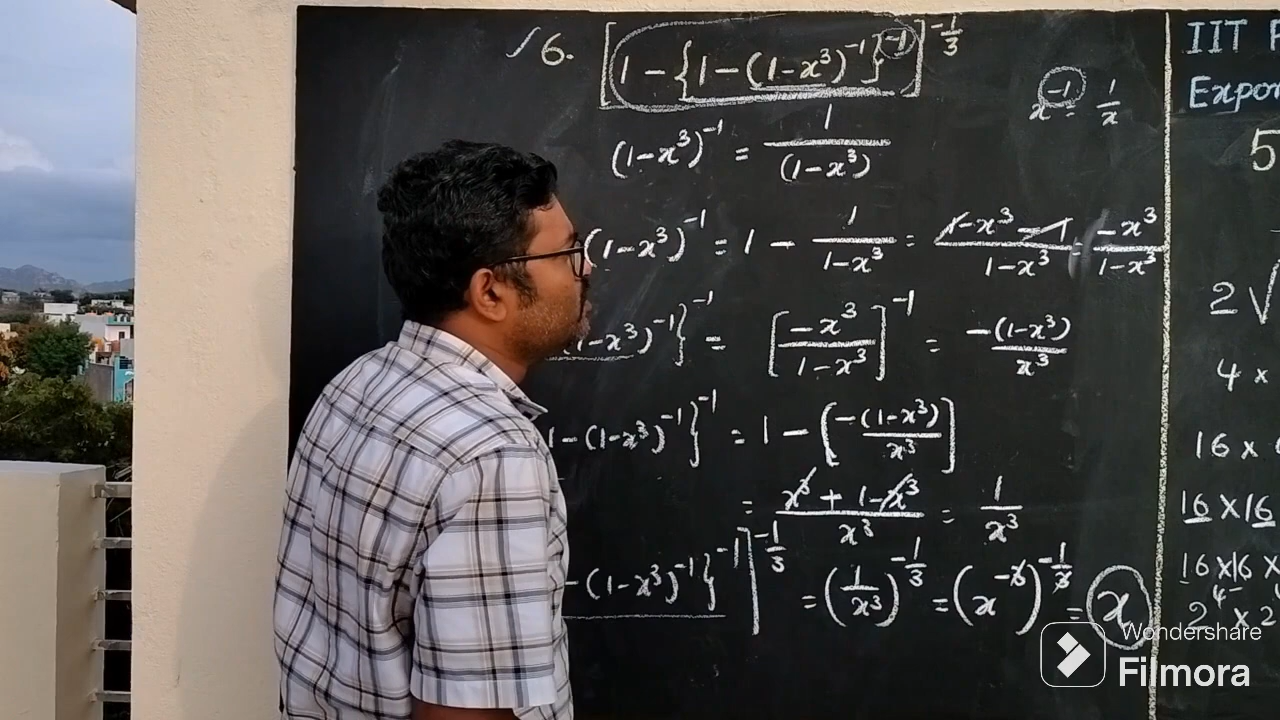 6. [1 - {1 - (1-x³)⁻¹}⁻¹]^(-1/3)
x⁻¹ = 1/x
(1-x³)⁻¹ = 1/(1-x³)
(1-x³)⁻¹ = 1 - 1/(1-x³) = (1-x³-1)/(1-x³) = -x³/(1-x³)
(1-x³)⁻¹}⁻¹ = [-x³/(1-x³)]⁻¹ = -(1-x³)/x³
1-(1-x³)⁻¹}⁻¹ = 1 - [-(1-x³)/x³]
= (x³+1-x³)/x³ = 1/x³
-(1-x³)⁻¹}⁻¹]^(-1/3) = (1/x³)^(-1/3) = (x⁻³)^(-1/3) = x
IIT
5
2√
4 ×
16 ×
16 × 16
16 × 16 ×
2⁴ × 2
Wondershare
Filmora